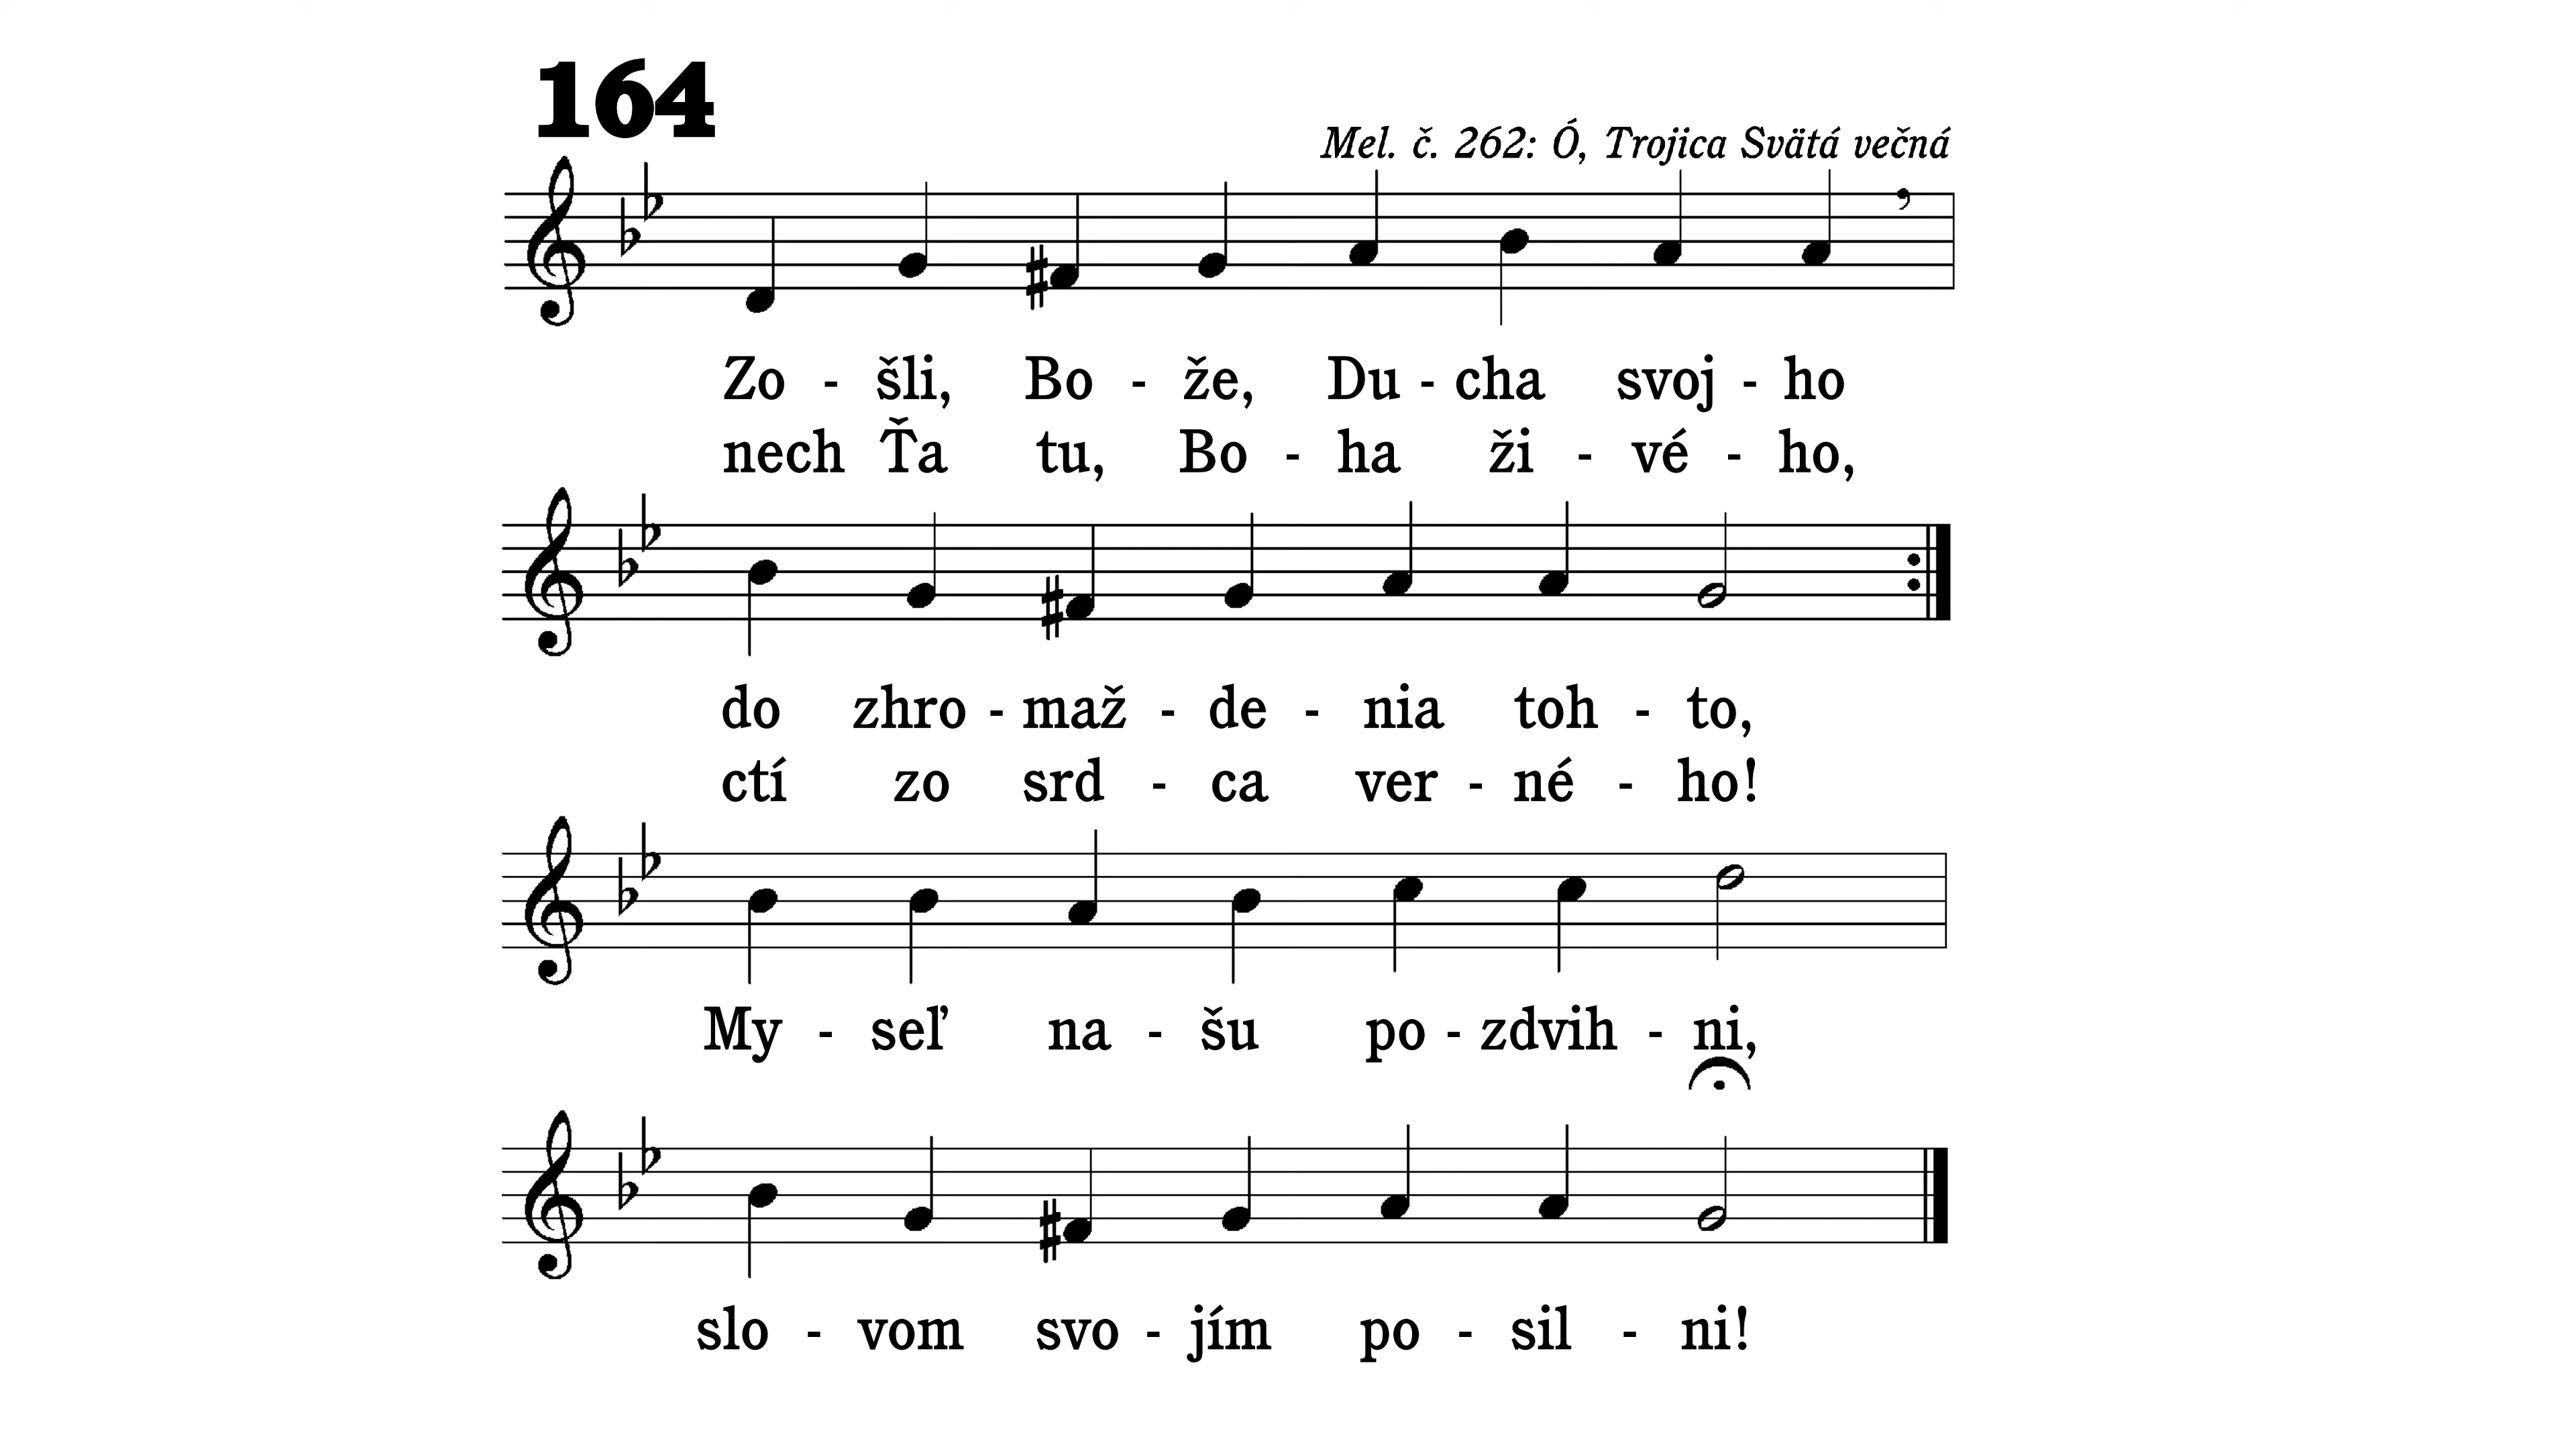 164
Mel. č. 262: Ó, Trojica Svätá večná
Zo - šli, Bo - že, Du - cha svoj - ho
nech Ťa tu, Bo - ha ži - vé - ho,
do zhro - maž - de - nia toh - to,
ctí zo srd - ca ver - né - ho!
My - seľ na - šu po - zdvih - ni,
slo - vom svo - jím po - sil - ni!